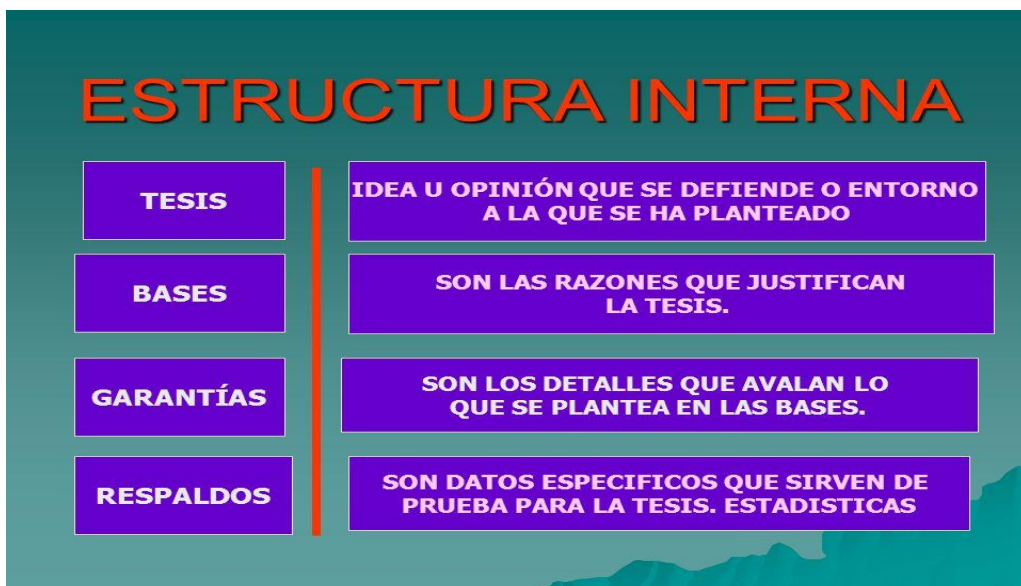 ESTRUCTURA INTERNA
TESIS
IDEA U OPINIÓN QUE SE DEFIENDE O ENTORNO
A LA QUE SE HA PLANTEADO
BASES
SON LAS RAZONES QUE JUSTIFICAN
LA TESIS.
GARANTÍAS
SON LOS DETALLES QUE AVALAN LO
QUE SE PLANTEA EN LAS BASES.
RESPALDOS
SON DATOS ESPECIFICOS QUE SIRVEN DE
PRUEBA PARA LA TESIS. ESTADISTICAS